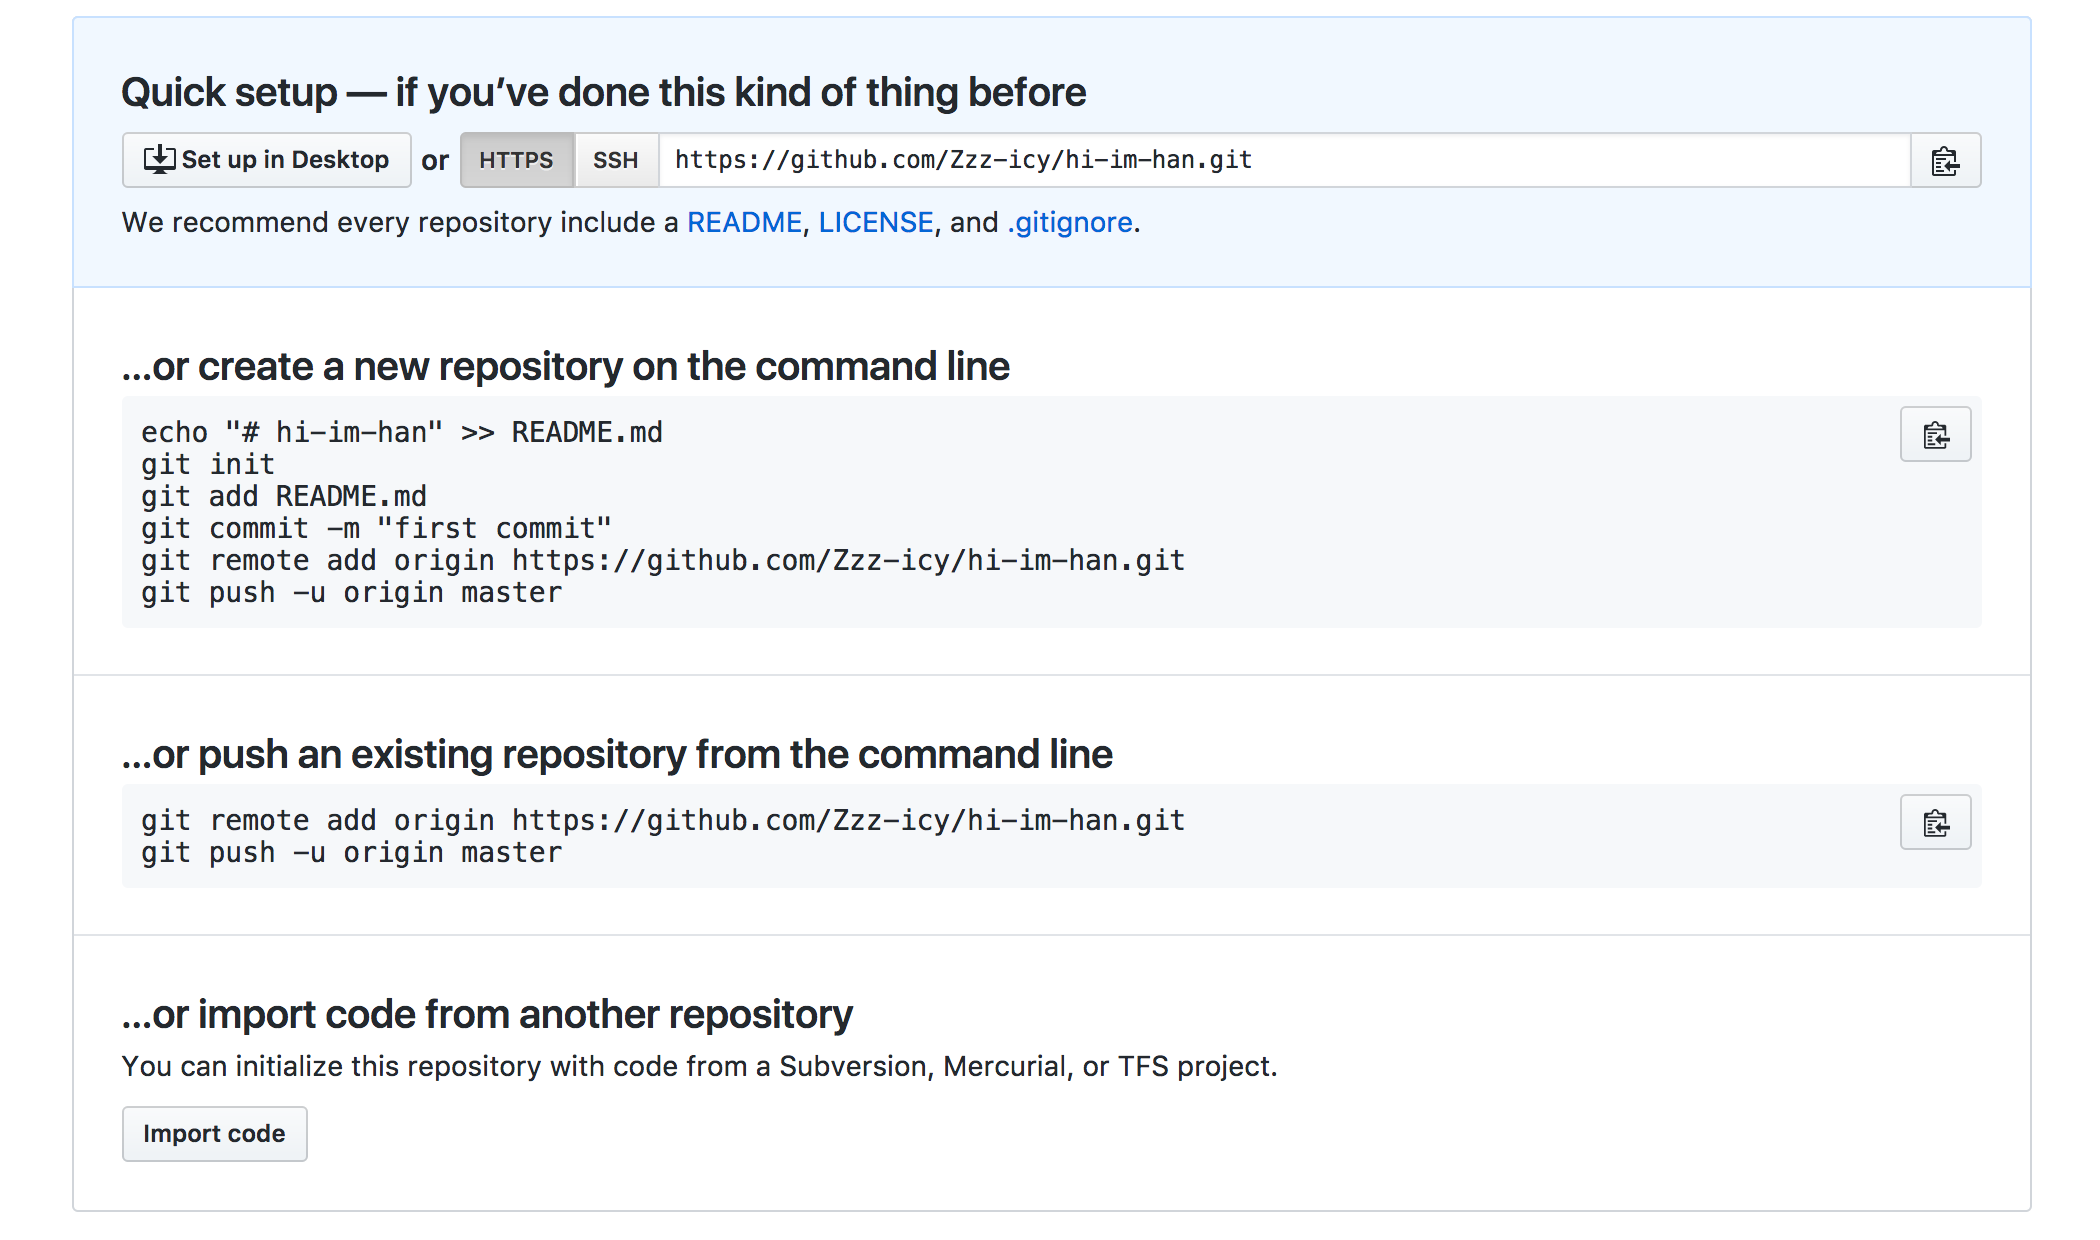 Quick setup — if you’ve done this kind of thing before
Set up in Desktop or HTTPS SSH https://github.com/Zzz-icy/hi-im-han.git
We recommend every repository include a README, LICENSE, and .gitignore.
…or create a new repository on the command line
echo "# hi-im-han" >> README.md
git init
git add README.md
git commit -m "first commit"
git remote add origin https://github.com/Zzz-icy/hi-im-han.git
git push -u origin master
…or push an existing repository from the command line
git remote add origin https://github.com/Zzz-icy/hi-im-han.git
git push -u origin master
…or import code from another repository
You can initialize this repository with code from a Subversion, Mercurial, or TFS project.
Import code